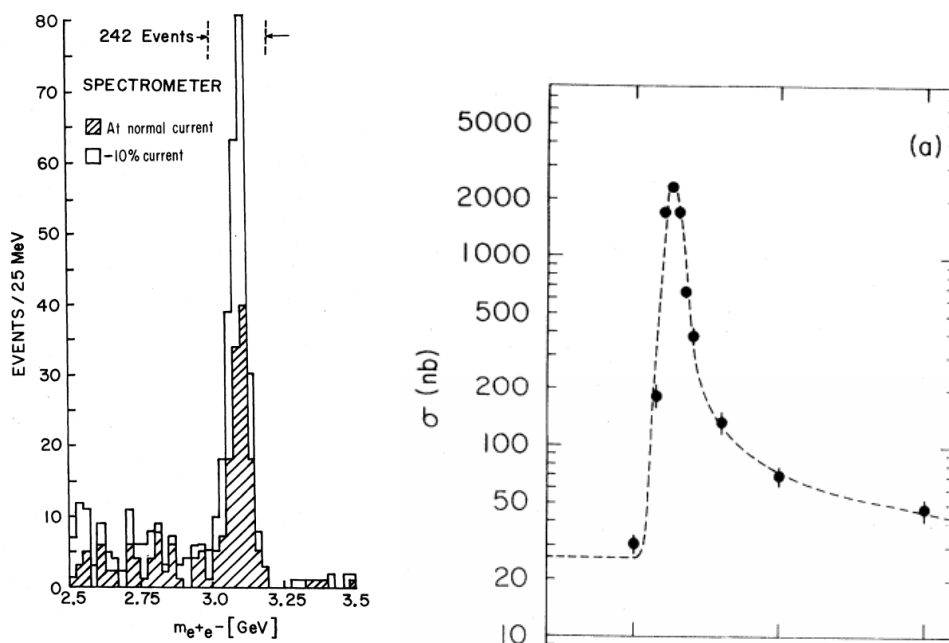 80
242 Events
70
SPECTROMETER
At normal current
-10% current
60
50
40
30
20
10
0
EVENTS / 25 MeV
2.5 2.75 3.0 3.25 3.5
me+e- [GeV]
(a)
5000
2000
1000
500
200
100
50
20
10
σ (nb)